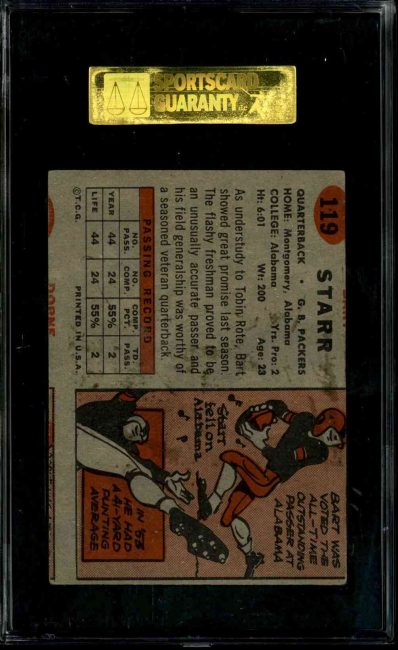 SPORTSCARD
GUARANTY
119 STARR
QUARTERBACK • G. B. PACKERS
HOME: Montgomery, Alabama
COLLEGE: Alabama Yrs. Pro: 2
Ht: 6:01 Wt: 200 Age: 23
As understudy to Tobin Rote, Bart
showed great promise last season.
The flashy freshman proved to be
an unusually accurate passer and
his field generalship was worthy of
a seasoned veteran quarterback.
PASSING RECORD
NO. NO. COMP. TD
YEAR PASS. COMP. PCT. PASS.
44 24 55% 2
LIFE 44 24 55% 2
©T.C.G. PRINTED IN U.S.A.
BART WAS
VOTED THE
ALL-TIME
OUTSTANDING
PASSER AT
ALABAMA
Starr
fell on
Alabama
IN '53
HE HAD
A 41-YARD
PUNTING
AVERAGE